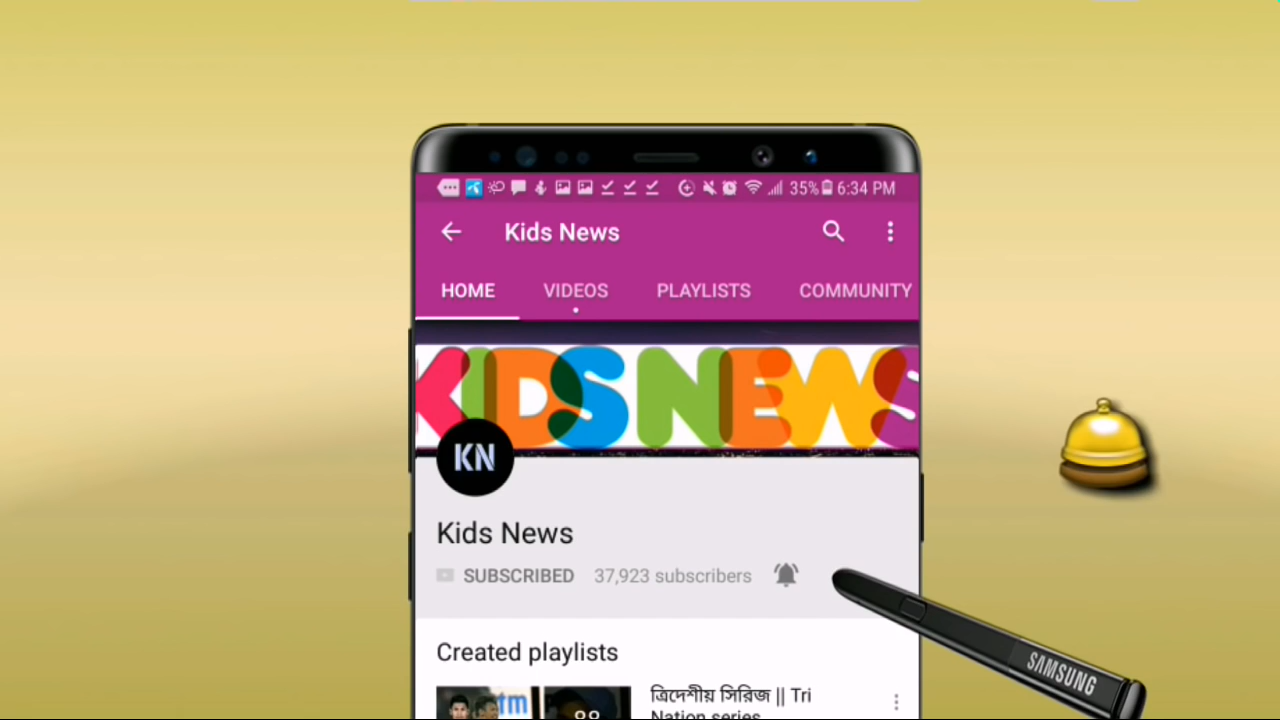 35% 6:34 PM
Kids News
HOME VIDEOS PLAYLISTS COMMUNITY
KIDS NEWS
KN
Kids News
SUBSCRIBED 37,923 subscribers
SAMSUNG
Created playlists
ত্রিদেশীয় সিরিজ || Tri
Nation series